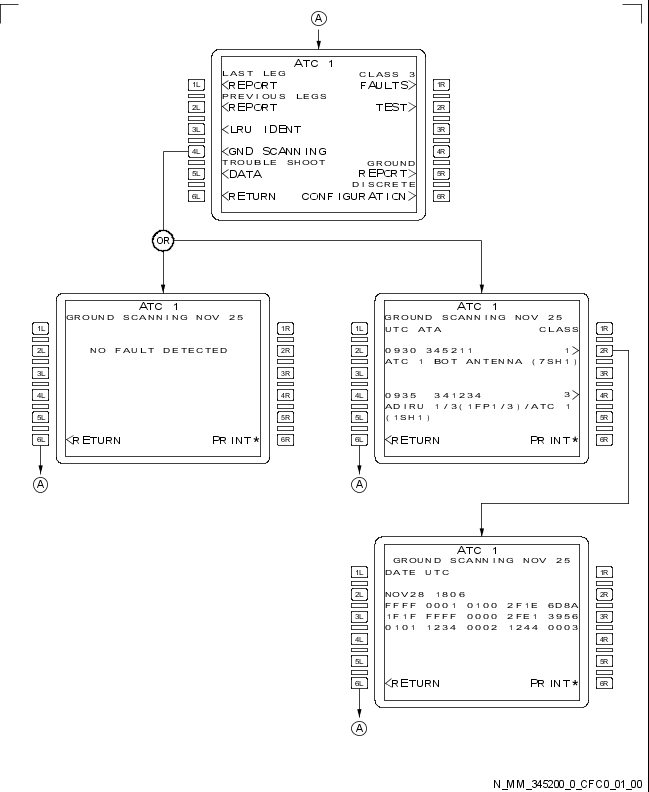 A
ATC 1
LAST LEG CLASS 3
1L <REPORT FAULTS> 1R
PREVIOUS LEGS
2L <REPORT TEST> 2R
3L <LRU IDENT 3R
4L <GND SCANNING 4R
TROUBLE SHOOT GROUND
5L <DATA REPORT> 5R
DISCRETE
6L <RETURN CONFIGURATION> 6R
OR
ATC 1
GROUND SCANNING NOV 25
1L 1R
2L NO FAULT DETECTED 2R
3L 3R
4L 4R
5L 5R
6L <RETURN PRINT* 6R
A
ATC 1
GROUND SCANNING NOV 25
1L UTC ATA CLASS 1R
2L 0930 345211 1> 2R
ATC 1 BOT ANTENNA (7SH1)
3L 3R
4L 0935 341234 3> 4R
ADIRU 1/3(1FP1/3)/ATC 1
5L (1SH1) 5R
6L <RETURN PRINT* 6R
A
ATC 1
GROUND SCANNING NOV 25
1L DATE UTC 1R
2L NOV28 1806 2R
FFFF 0001 0100 2F1E 6D8A
3L 1F1F FFFF 0000 2FE1 3956 3R
0101 1234 0002 1244 0003
4L 4R
5L 5R
6L <RETURN PRINT* 6R
A
N_MM_345200_0_CFC0_01_00